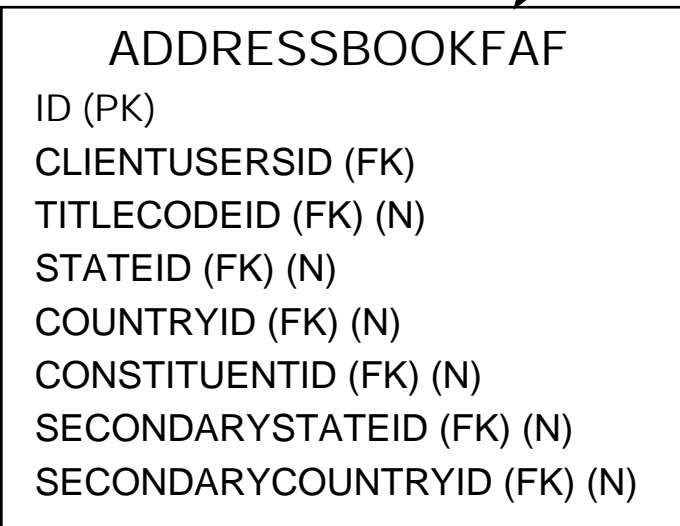 ADDRESSBOOKFAF
ID (PK)
CLIENTUSERSID (FK)
TITLECODEID (FK) (N)
STATEID (FK) (N)
COUNTRYID (FK) (N)
CONSTITUENTID (FK) (N)
SECONDARYSTATEID (FK) (N)
SECONDARYCOUNTRYID (FK) (N)